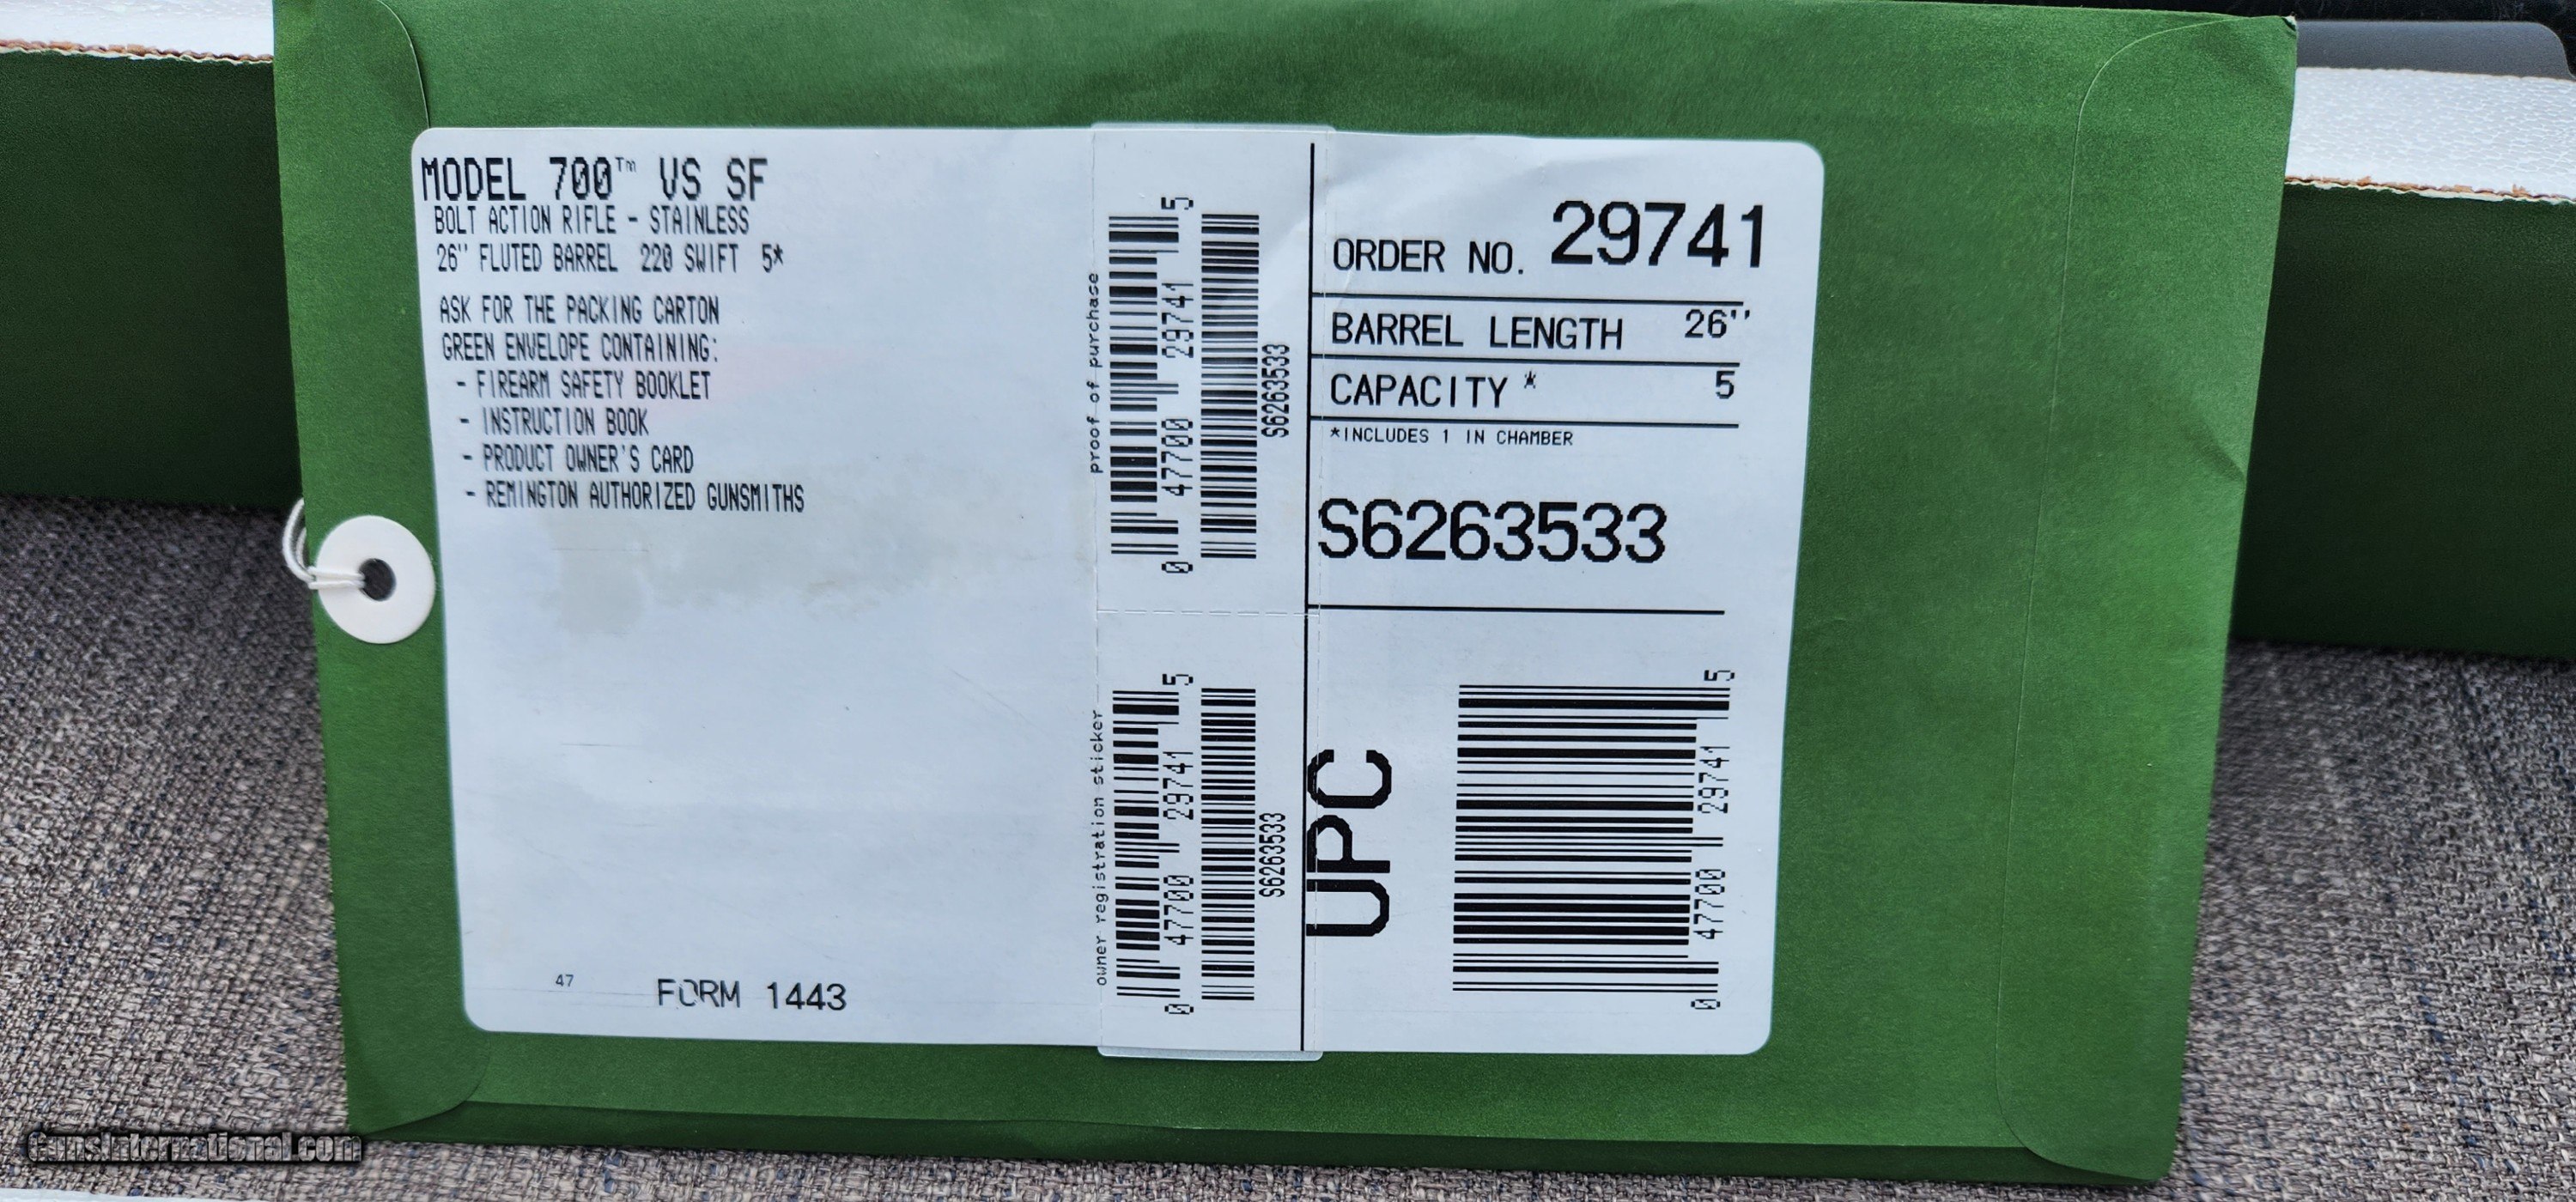 MODEL 700™ VS SF
BOLT ACTION RIFLE - STAINLESS
26" FLUTED BARREL 220 SWIFT 5*
ASK FOR THE PACKING CARTON
GREEN ENVELOPE CONTAINING:
- FIREARM SAFETY BOOKLET
- INSTRUCTION BOOK
- PRODUCT OWNER'S CARD
- REMINGTON AUTHORIZED GUNSMITHS
47
FORM 1443
proof of purchase
0 47700 29741 5
S6263533
owner registration sticker
0 47700 29741 5
S6263533
ORDER NO. 29741
BARREL LENGTH 26''
CAPACITY * 5
*INCLUDES 1 IN CHAMBER
S6263533
UPC
0 47700 29741 5
GunsInternational.com